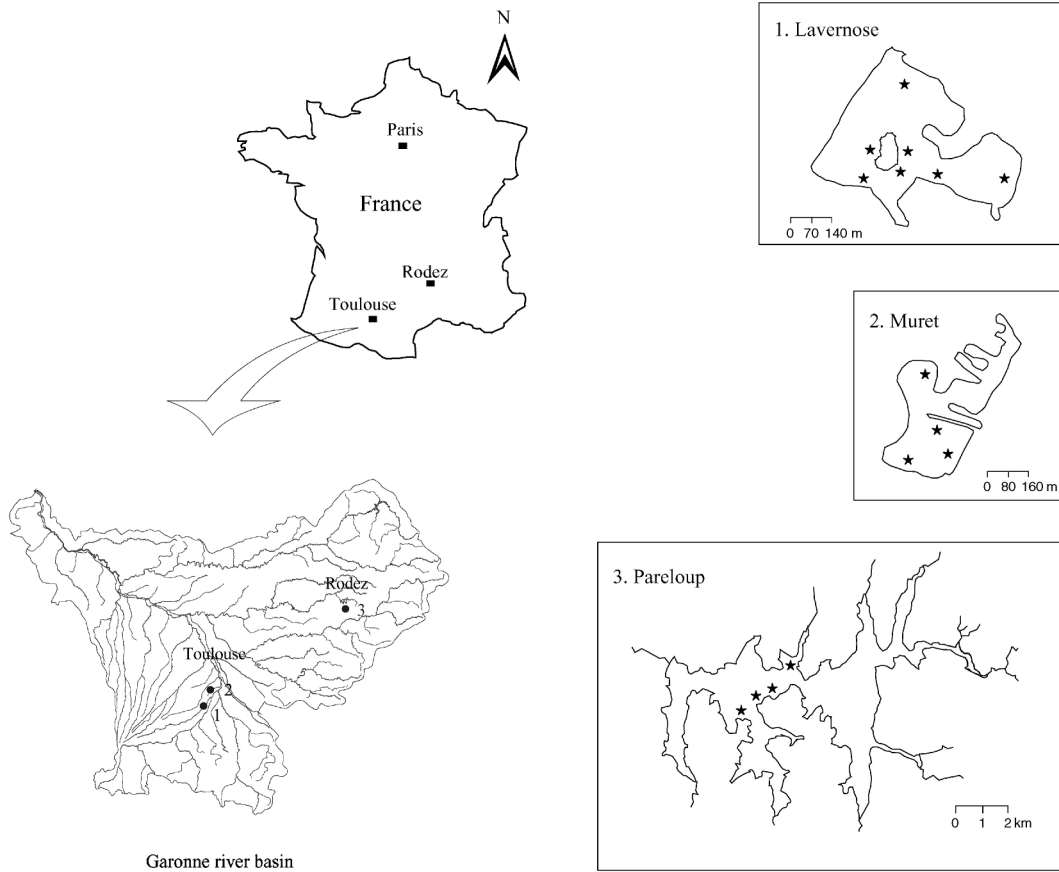 N
Paris
France
Rodez
Toulouse
1. Lavernose
0 70 140 m
2. Muret
0 80 160 m
Rodez
3
Toulouse
2
1
Garonne river basin
3. Pareloup
0 1 2 km